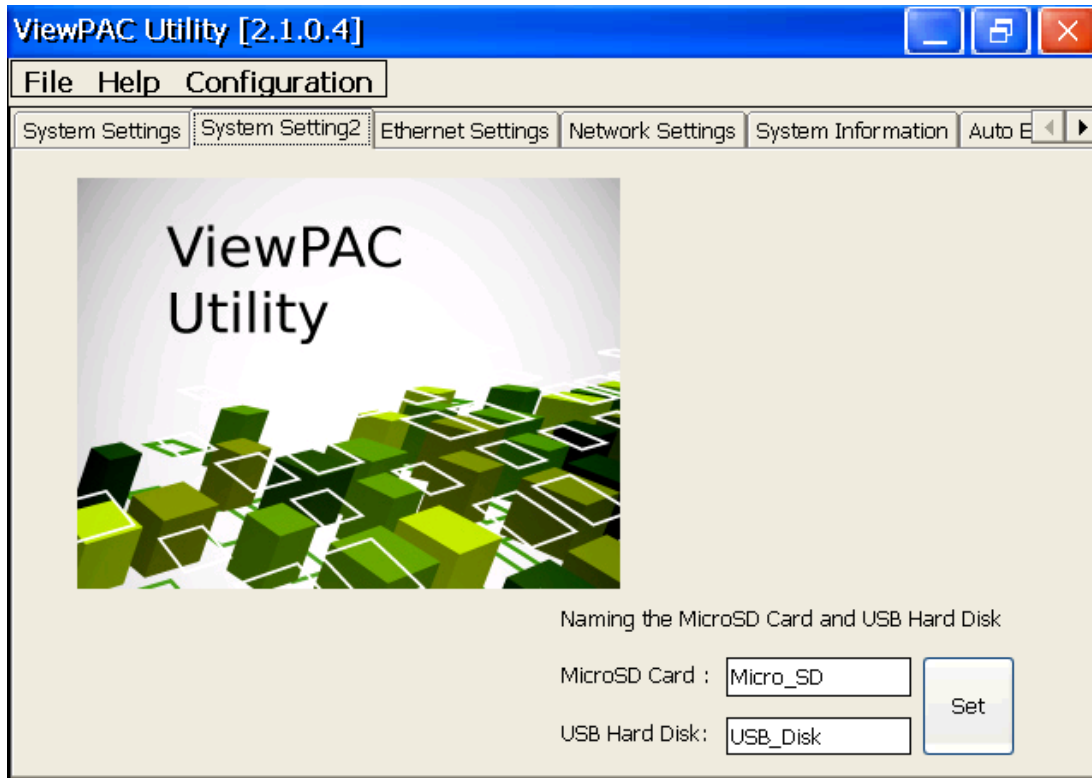 ViewPAC Utility [2.1.0.4]
File Help Configuration
System Settings System Setting2 Ethernet Settings Network Settings System Information Auto E
ViewPAC
Utility
Naming the MicroSD Card and USB Hard Disk
MicroSD Card : Micro_SD
Set
USB Hard Disk: USB_Disk